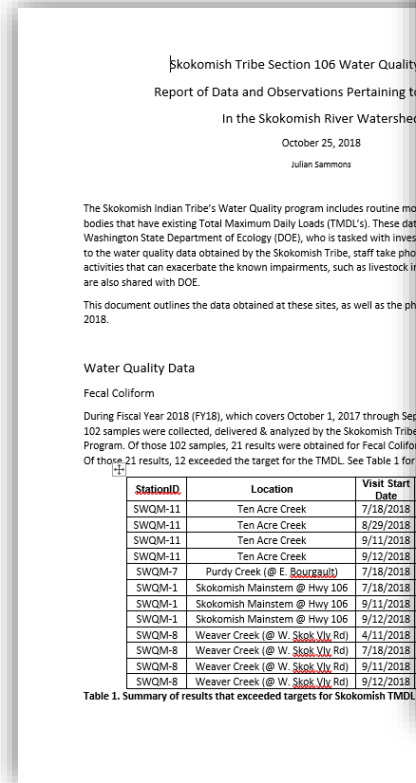 Skokomish Tribe Section 106 Water Quality
Report of Data and Observations Pertaining to
In the Skokomish River Watershed
October 25, 2018
Julian Sammons
The Skokomish Indian Tribe's Water Quality program includes routine mo
bodies that have existing Total Maximum Daily Loads (TMDL's). These dat
Washington State Department of Ecology (DOE), who is tasked with inves
to the water quality data obtained by the Skokomish Tribe, staff take pho
activities that can exacerbate the known impairments, such as livestock in
are also shared with DOE.
This document outlines the data obtained at these sites, as well as the ph
2018.
Water Quality Data
Fecal Coliform
During Fiscal Year 2018 (FY18), which covers October 1, 2017 through Sep
102 samples were collected, delivered & analyzed by the Skokomish Tribe
Program. Of those 102 samples, 21 results were obtained for Fecal Colifor
Of those 21 results, 12 exceeded the target for the TMDL. See Table 1 for
StationID Location Visit Start Date
SWQM-11 Ten Acre Creek 7/18/2018
SWQM-11 Ten Acre Creek 8/29/2018
SWQM-11 Ten Acre Creek 9/11/2018
SWQM-11 Ten Acre Creek 9/12/2018
SWQM-7 Purdy Creek (@ E. Bourgault) 7/18/2018
SWQM-1 Skokomish Mainstem @ Hwy 106 7/18/2018
SWQM-1 Skokomish Mainstem @ Hwy 106 9/11/2018
SWQM-1 Skokomish Mainstem @ Hwy 106 9/12/2018
SWQM-8 Weaver Creek (@ W. Skok Vly Rd) 4/11/2018
SWQM-8 Weaver Creek (@ W. Skok Vly Rd) 7/18/2018
SWQM-8 Weaver Creek (@ W. Skok Vly Rd) 9/11/2018
SWQM-8 Weaver Creek (@ W. Skok Vly Rd) 9/12/2018
Table 1. Summary of results that exceeded targets for Skokomish TMDL